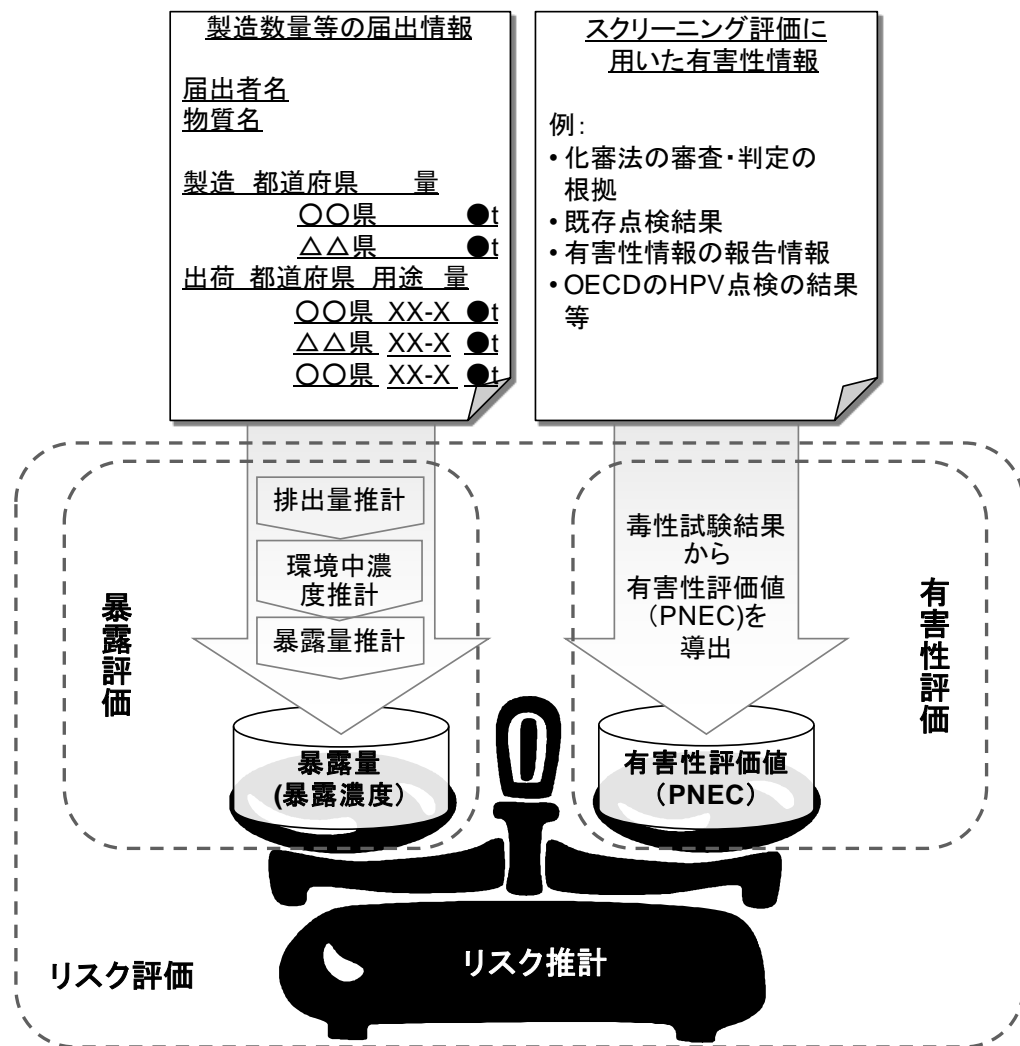 製造数量等の届出情報
届出者名
物質名
製造 都道府県 量
〇〇県 ●t
△△県 ●t
出荷 都道府県 用途 量
〇〇県 XX-X ●t
△△県 XX-X ●t
〇〇県 XX-X ●t
スクリーニング評価に
用いた有害性情報
例：
• 化審法の審査・判定の
根拠
• 既存点検結果
• 有害性情報の報告情報
• OECDのHPV点検の結果
等
暴露評価
排出量推計
環境中濃
度推計
暴露量推計
毒性試験結果
から
有害性評価値
（PNEC)を
導出
有害性評価
暴露量
(暴露濃度）
有害性評価値
（PNEC）
リスク評価
リスク推計